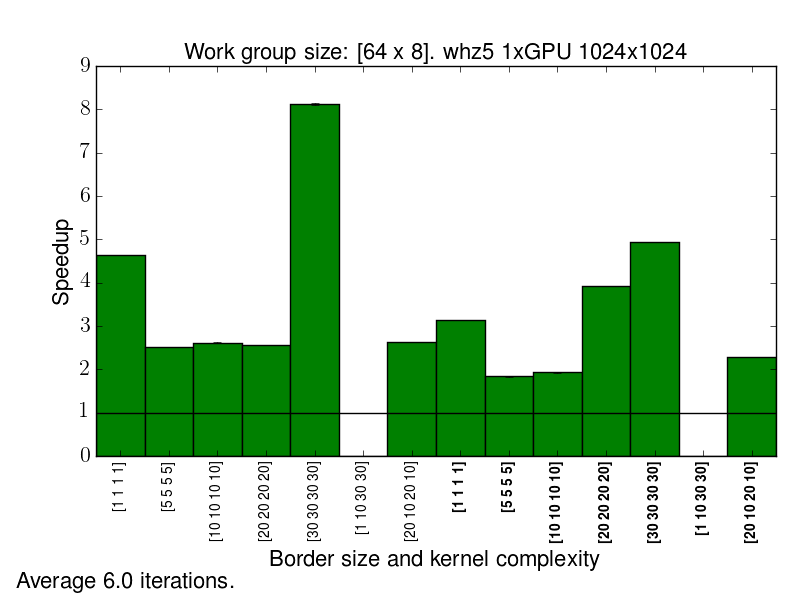 Work group size: [64 x 8]. whz5 1xGPU 1024x1024
9
8
7
6
5
4
3
2
1
0
Speedup
[1 1 1 1]
[5 5 5 5]
[10 10 10 10]
[20 20 20 20]
[30 30 30 30]
[1 10 30 30]
[20 10 20 10]
[1 1 1 1]
[5 5 5 5]
[10 10 10 10]
[20 20 20 20]
[30 30 30 30]
[1 10 30 30]
[20 10 20 10]
Border size and kernel complexity
Average 6.0 iterations.